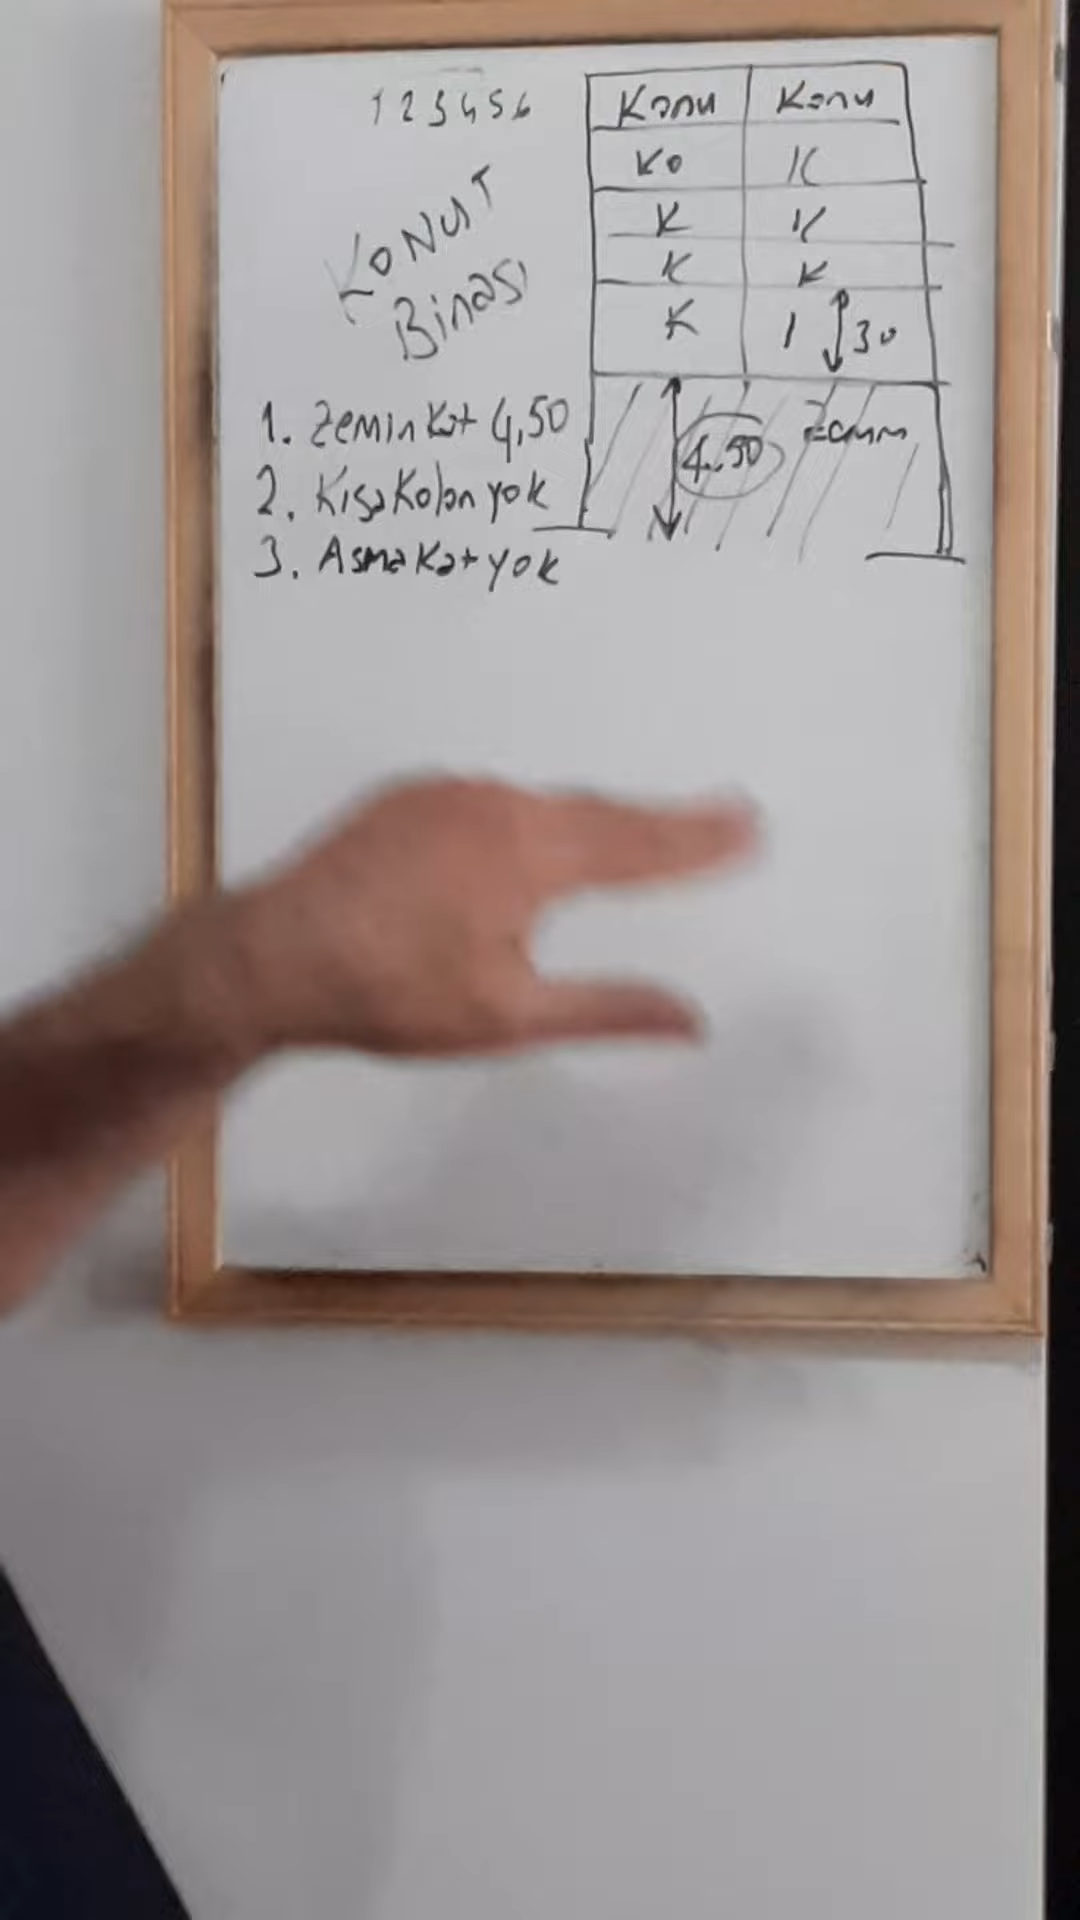 1 2 3 4 5 6
KONUT
Binası
1. Zemin Kat 4,50
2. Kısa Kolon yok
3. Asma Kat yok
Konu Konu
Ko K
K K
K K
K 1 30
4.50